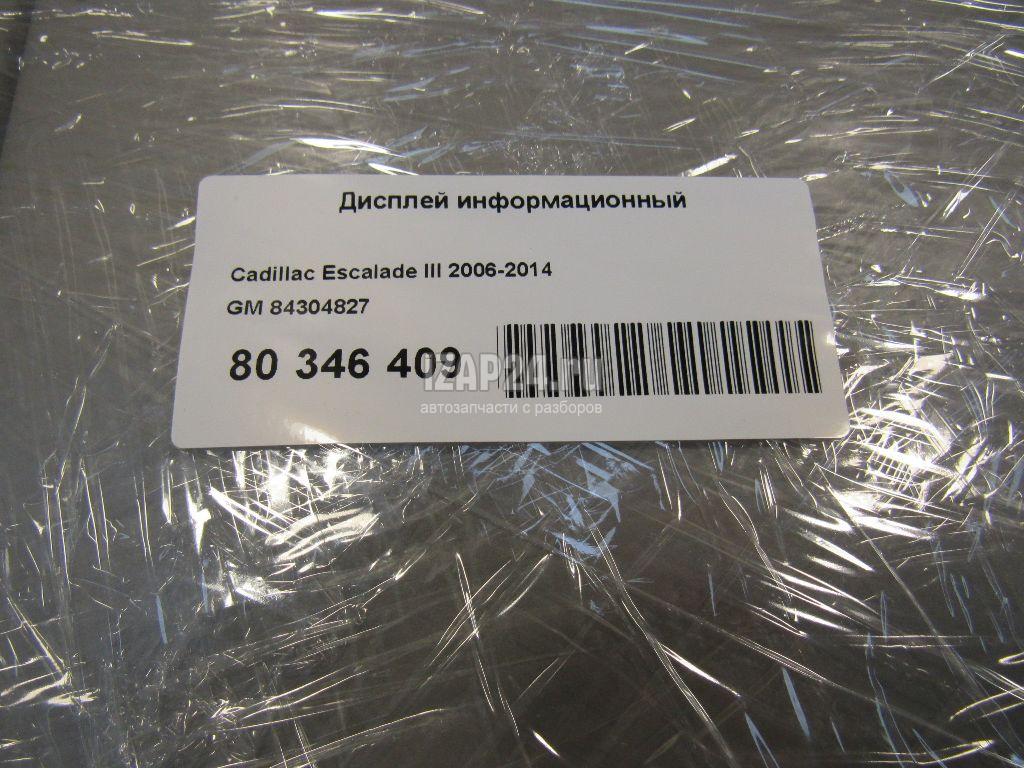 Дисплей информационный
Cadillac Escalade III 2006-2014
GM 84304827
80 346 409
IZAP24.ru
автозапчасти с разборов